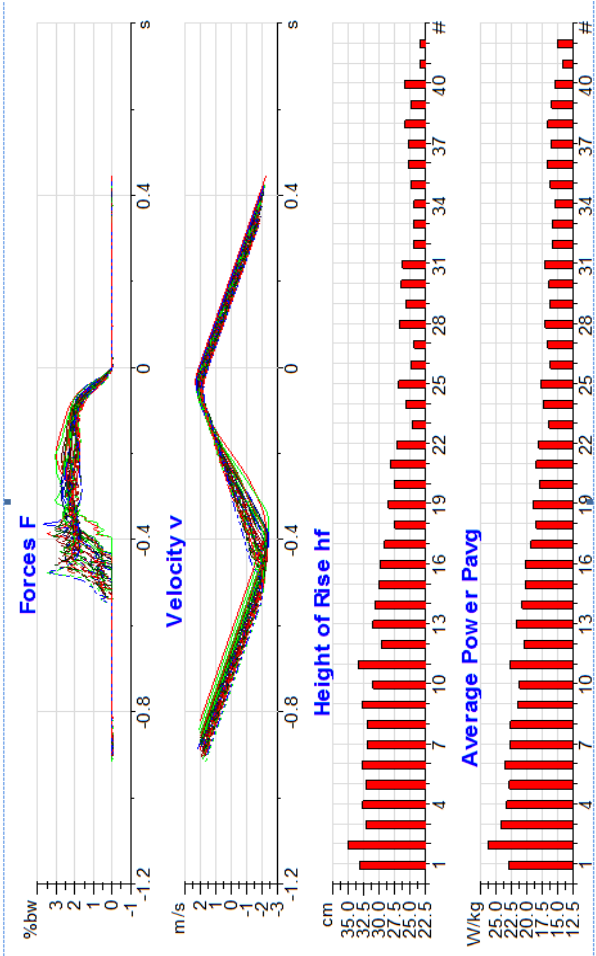 Forces F
%bw
3
2
1
0
-1
-1.2 -0.8 -0.4 0 0.4 s
Velocity v
m/s
2
1
0
-1
-2
-3
-1.2 -0.8 -0.4 0 0.4 s
Height of Rise hf
cm
35.0
32.5
30.0
27.5
25.0
22.5
1 4 7 10 13 16 19 22 25 28 31 34 37 40 #
Average Power Pavg
W/kg
25.0
22.5
20.0
17.5
15.0
12.5
1 4 7 10 13 16 19 22 25 28 31 34 37 40 #